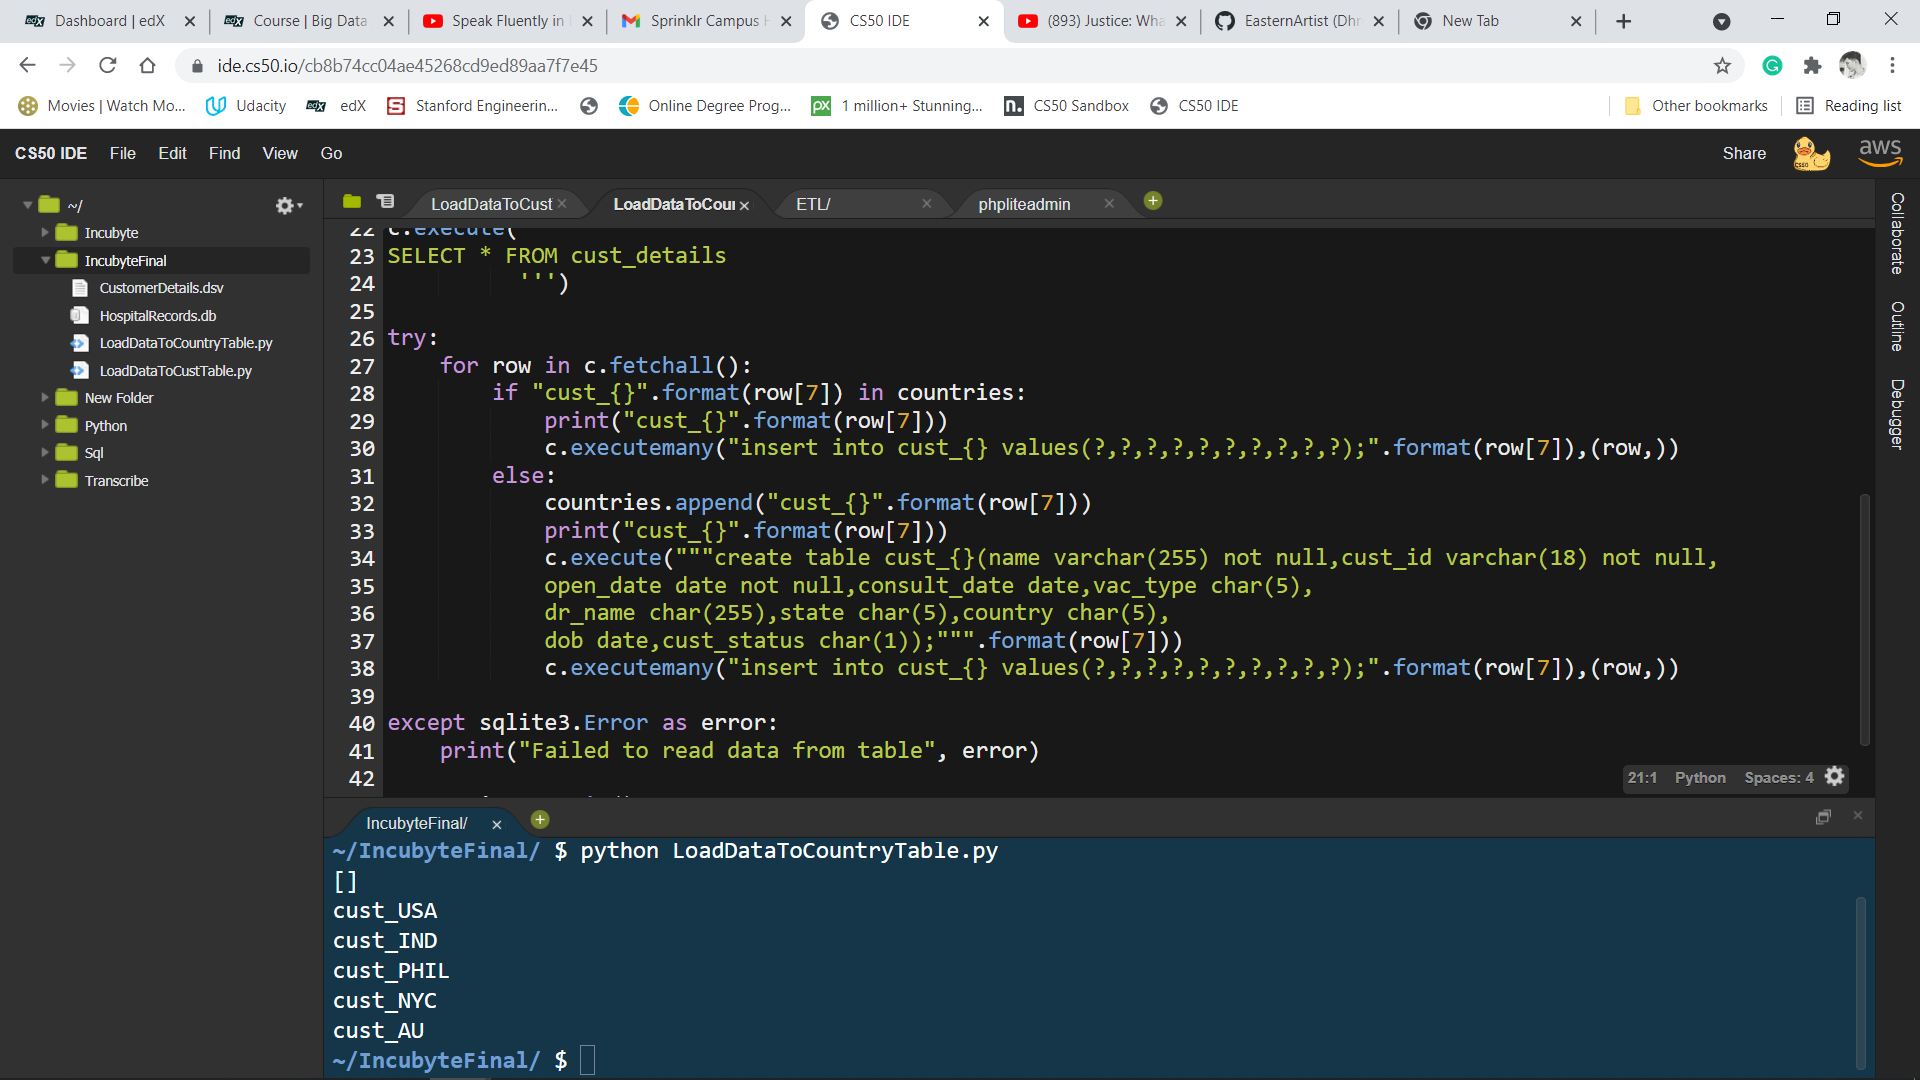 Dashboard | edX
Course | Big Data
Speak Fluently in
Sprinklr Campus
CS50 IDE
(893) Justice: Wha
EasternArtist (Dhr
New Tab
ide.cs50.io/cb8b74cc04ae45268cd9ed89aa7f7e45
Movies | Watch Mo...
Udacity
edX
Stanford Engineerin...
Online Degree Prog...
1 million+ Stunning...
CS50 Sandbox
CS50 IDE
Other bookmarks
Reading list
CS50 IDE File Edit Find View Go
Share
aws
~/
Incubyte
IncubyteFinal
CustomerDetails.dsv
HospitalRecords.db
LoadDataToCountryTable.py
LoadDataToCustTable.py
New Folder
Python
Sql
Transcribe
LoadDataToCust
LoadDataToCour
ETL/
phpliteadmin
22 c.execute(
23 SELECT * FROM cust_details
24 ''')
25
26 try:
27 for row in c.fetchall():
28 if "cust_{}".format(row[7]) in countries:
29 print("cust_{}".format(row[7]))
30 c.executemany("insert into cust_{} values(?,?,?,?,?,?,?,?,?,?);".format(row[7]),(row,))
31 else:
32 countries.append("cust_{}".format(row[7]))
33 print("cust_{}".format(row[7]))
34 c.execute("""create table cust_{}(name varchar(255) not null,cust_id varchar(18) not null,
35 open_date date not null,consult_date date,vac_type char(5),
36 dr_name char(255),state char(5),country char(5),
37 dob date,cust_status char(1));""".format(row[7]))
38 c.executemany("insert into cust_{} values(?,?,?,?,?,?,?,?,?,?);".format(row[7]),(row,))
39
40 except sqlite3.Error as error:
41 print("Failed to read data from table", error)
42
21:1 Python Spaces: 4
Collaborate
Outline
Debugger
IncubyteFinal/
~/IncubyteFinal/ $ python LoadDataToCountryTable.py
[]
cust_USA
cust_IND
cust_PHIL
cust_NYC
cust_AU
~/IncubyteFinal/ $